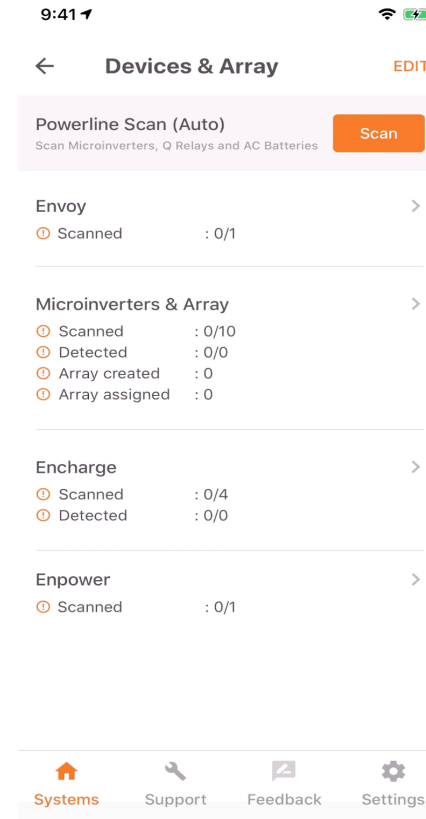 9:41
Devices & Array
EDIT
Powerline Scan (Auto)
Scan Microinverters, Q Relays and AC Batteries
Scan
Envoy
Scanned : 0/1
Microinverters & Array
Scanned : 0/10
Detected : 0/0
Array created : 0
Array assigned : 0
Encharge
Scanned : 0/4
Detected : 0/0
Enpower
Scanned : 0/1
Systems Support Feedback Settings